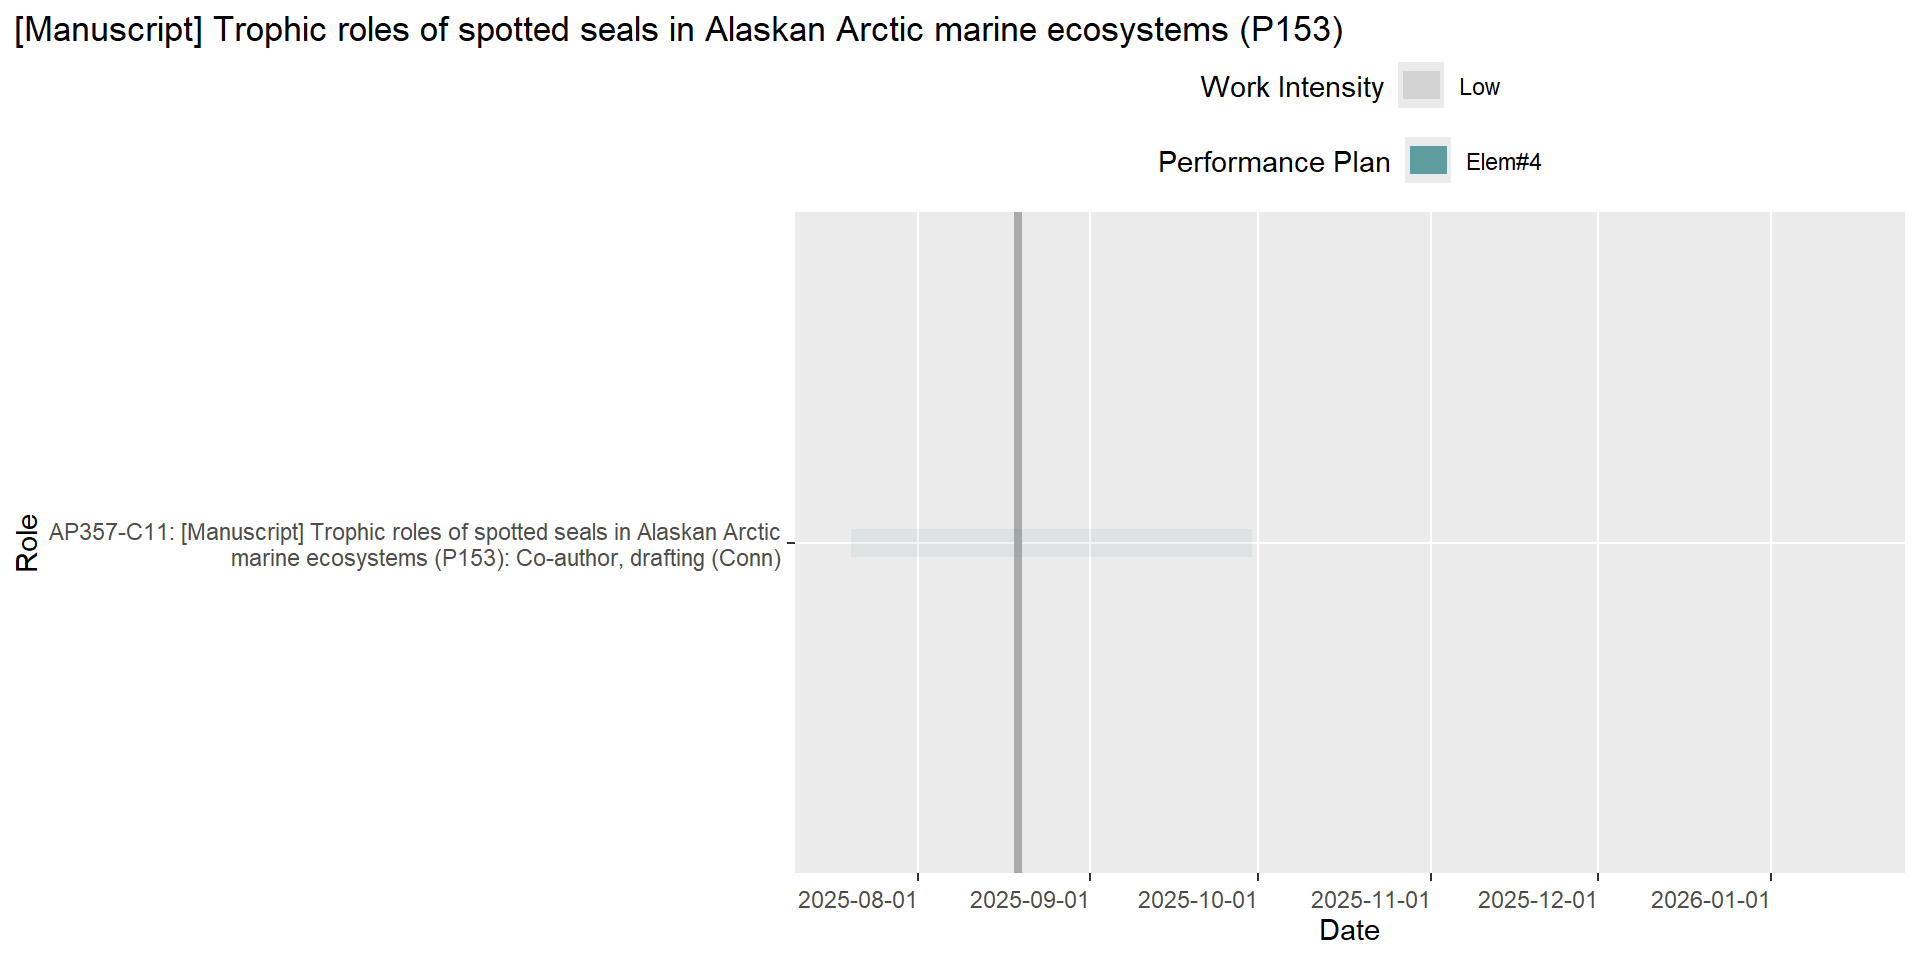 [Manuscript] Trophic roles of spotted seals in Alaskan Arctic marine ecosystems (P153)
Work Intensity Low
Performance Plan Elem#4
Role
AP357-C11: [Manuscript] Trophic roles of spotted seals in Alaskan Arctic
marine ecosystems (P153): Co-author, drafting (Conn)
2025-08-01 2025-09-01 2025-10-01 2025-11-01 2025-12-01 2026-01-01
Date